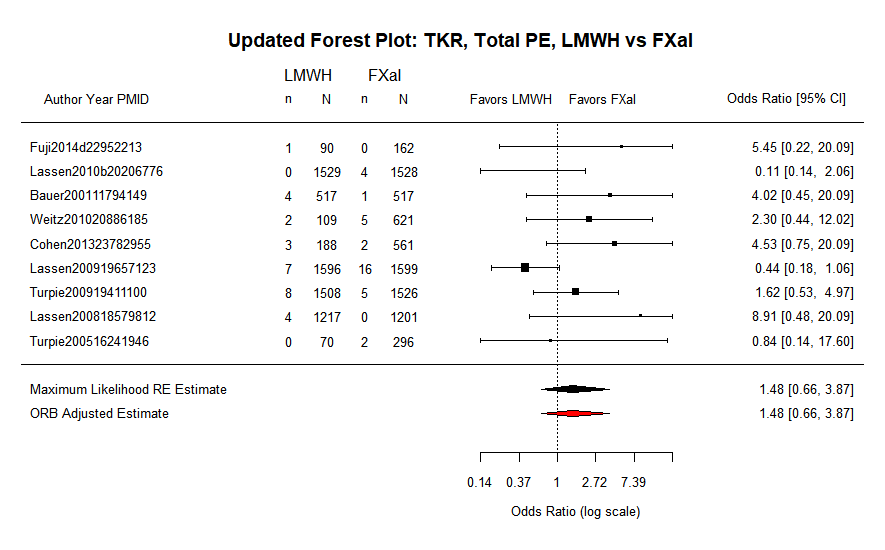 Updated Forest Plot: TKR, Total PE, LMWH vs FXaI
LMWH FXaI
Author Year PMID n N n N Favors LMWH Favors FXaI Odds Ratio [95% CI]
Fuji2014d22952213 1 90 0 162 5.45 [0.22, 20.09]
Lassen2010b20206776 0 1529 4 1528 0.11 [0.14, 2.06]
Bauer200111794149 4 517 1 517 4.02 [0.45, 20.09]
Weitz201020886185 2 109 5 621 2.30 [0.44, 12.02]
Cohen201323782955 3 188 2 561 4.53 [0.75, 20.09]
Lassen200919657123 7 1596 16 1599 0.44 [0.18, 1.06]
Turpie200919411100 8 1508 5 1526 1.62 [0.53, 4.97]
Lassen200818579812 4 1217 0 1201 8.91 [0.48, 20.09]
Turpie200516241946 0 70 2 296 0.84 [0.14, 17.60]
Maximum Likelihood RE Estimate 1.48 [0.66, 3.87]
ORB Adjusted Estimate 1.48 [0.66, 3.87]
0.14 0.37 1 2.72 7.39
Odds Ratio (log scale)